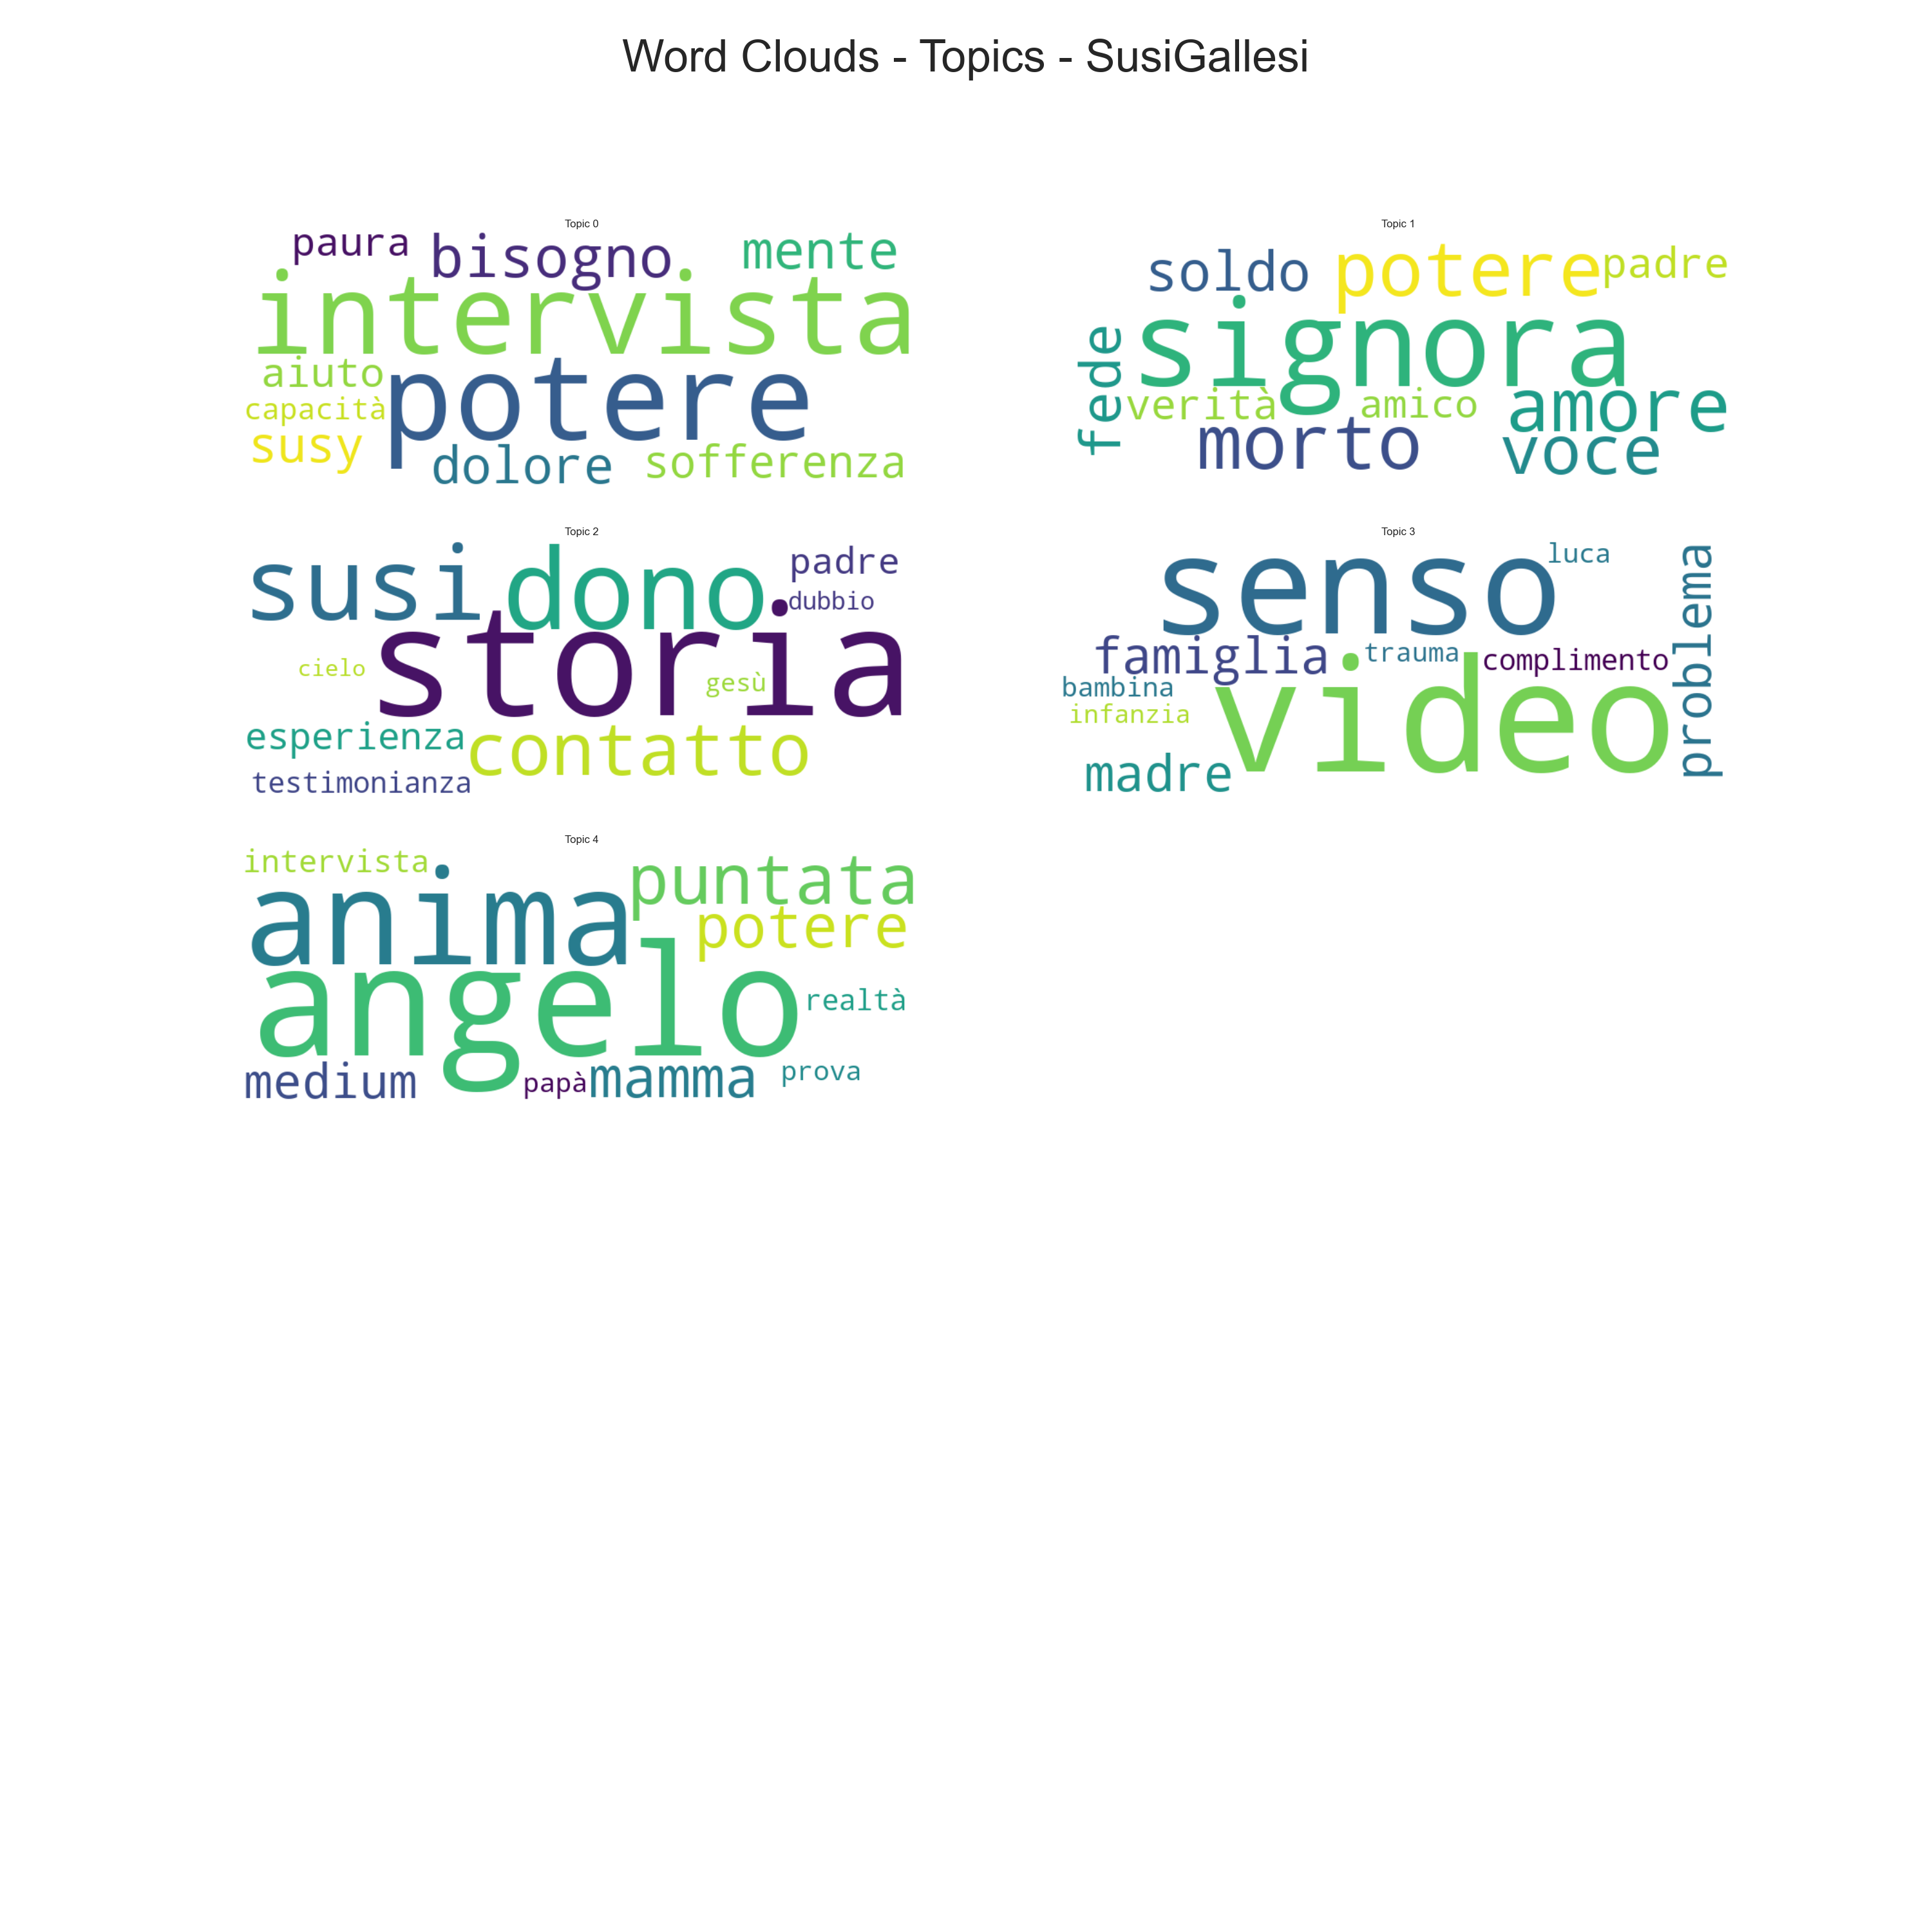 Word Clouds - Topics - SusiGallesi
Topic 0
paura bisogno mente
intervista
aiuto potere
capacità
susy dolore sofferenza
Topic 1
soldo potere padre
signora
fede verità amico amore
morto voce
Topic 2
susi dono padre
dubbio
storia
cielo gesù
esperienza contatto
testimonianza
Topic 3
senso luca
problema
famiglia trauma complimento
bambina
infanzia video
madre
Topic 4
intervista puntata
anima potere
angelo realtà
medium papà mamma prova